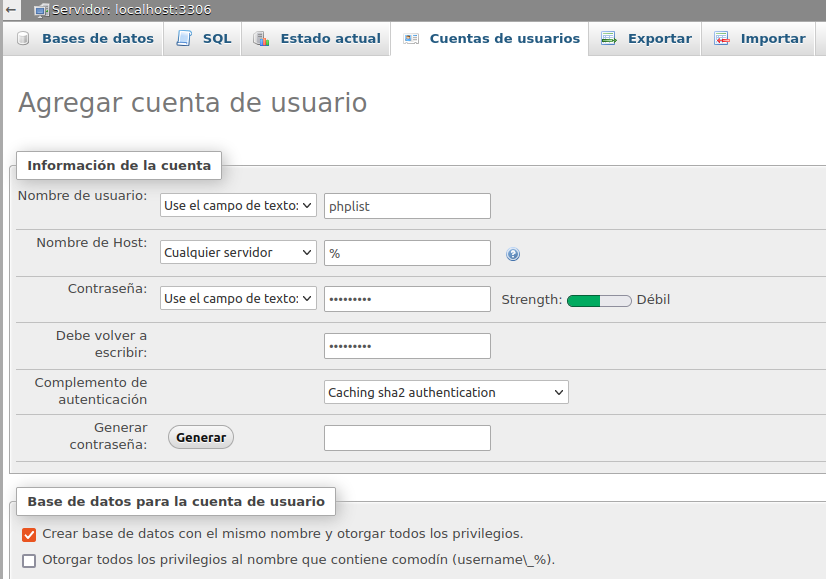 Servidor: localhost:3306
Bases de datos SQL Estado actual Cuentas de usuarios Exportar Importar
Agregar cuenta de usuario
Información de la cuenta
Nombre de usuario: Use el campo de texto: phplist
Nombre de Host: Cualquier servidor %
Contraseña: Use el campo de texto: ••••••••• Strength: Débil
Debe volver a
escribir: •••••••••
Complemento de
autenticación Caching sha2 authentication
Generar
contraseña: Generar
Base de datos para la cuenta de usuario
Crear base de datos con el mismo nombre y otorgar todos los privilegios.
Otorgar todos los privilegios al nombre que contiene comodín (username\_%).